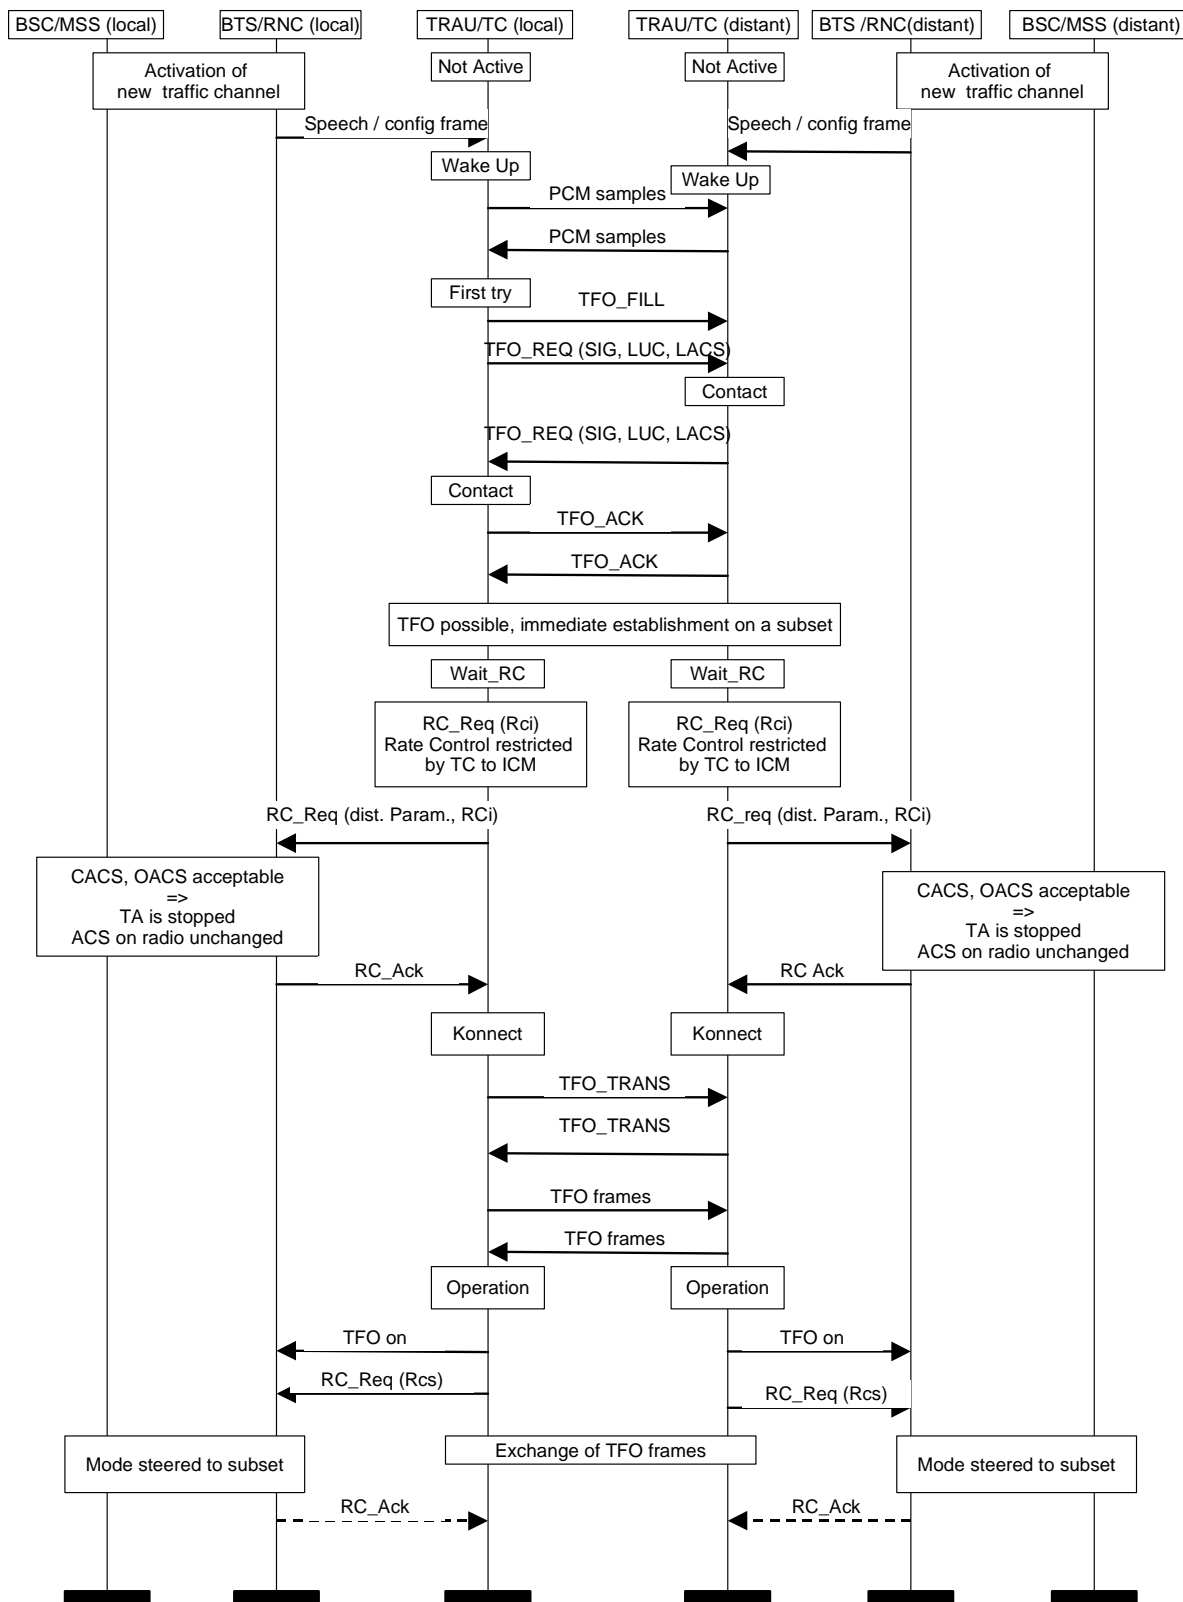 BSC/MSS (local)
BTS/RNC (local)
TRAU/TC (local)
TRAU/TC (distant)
BTS /RNC(distant)
BSC/MSS (distant)
Activation of
new traffic channel
Not Active
Not Active
Activation of
new traffic channel
Speech / config frame
Speech / config frame
Wake Up
Wake Up
PCM samples
PCM samples
First try
TFO_FILL
TFO_REQ (SIG, LUC, LACS)
Contact
TFO_REQ (SIG, LUC, LACS)
Contact
TFO_ACK
TFO_ACK
TFO possible, immediate establishment on a subset
Wait_RC
Wait_RC
RC_Req (Rci)
Rate Control restricted
by TC to ICM
RC_Req (Rci)
Rate Control restricted
by TC to ICM
RC_Req (dist. Param., RCi)
RC_req (dist. Param., RCi)
CACS, OACS acceptable
=>
TA is stopped
ACS on radio unchanged
CACS, OACS acceptable
=>
TA is stopped
ACS on radio unchanged
RC_Ack
RC Ack
Konnect
Konnect
TFO_TRANS
TFO_TRANS
TFO frames
TFO frames
Operation
Operation
TFO on
TFO on
RC_Req (Rcs)
RC_Req (Rcs)
Mode steered to subset
Exchange of TFO frames
Mode steered to subset
RC_Ack
RC_Ack